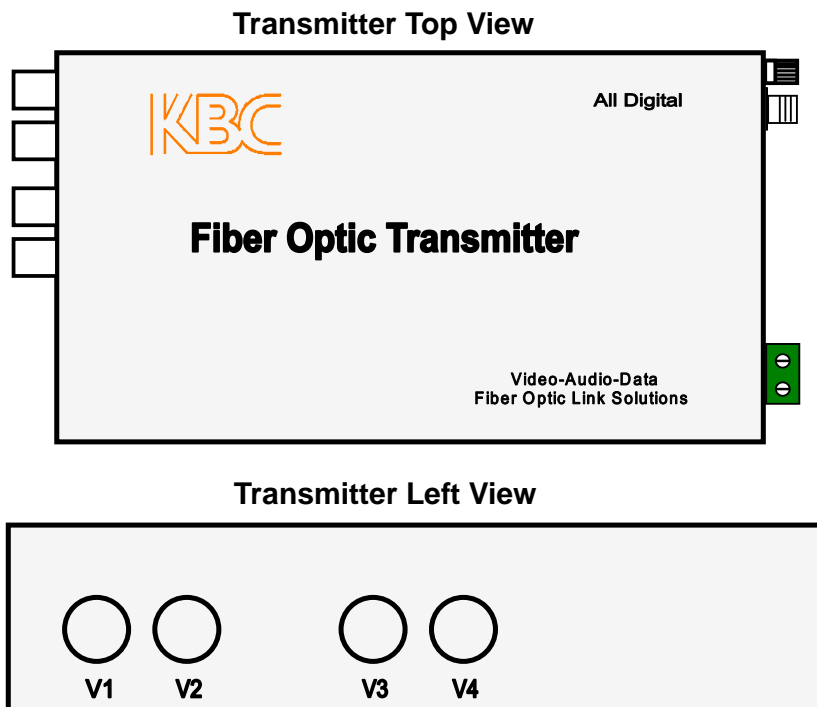 Transmitter Top View
KBC
All Digital
Fiber Optic Transmitter
Video-Audio-Data
Fiber Optic Link Solutions
Transmitter Left View
V1 V2 V3 V4